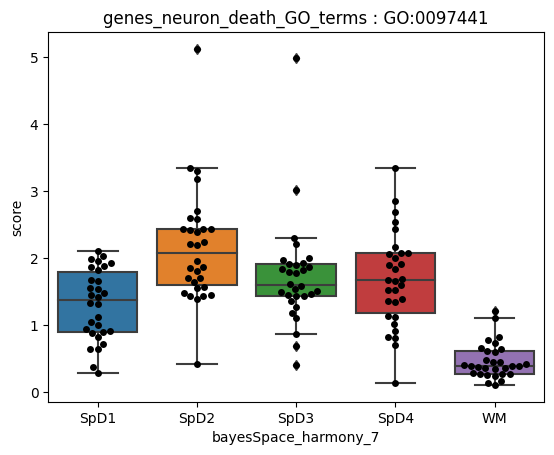 genes_neuron_death_GO_terms : GO:0097441
score
5
4
3
2
1
0
SpD1 SpD2 SpD3 SpD4 WM
bayesSpace_harmony_7